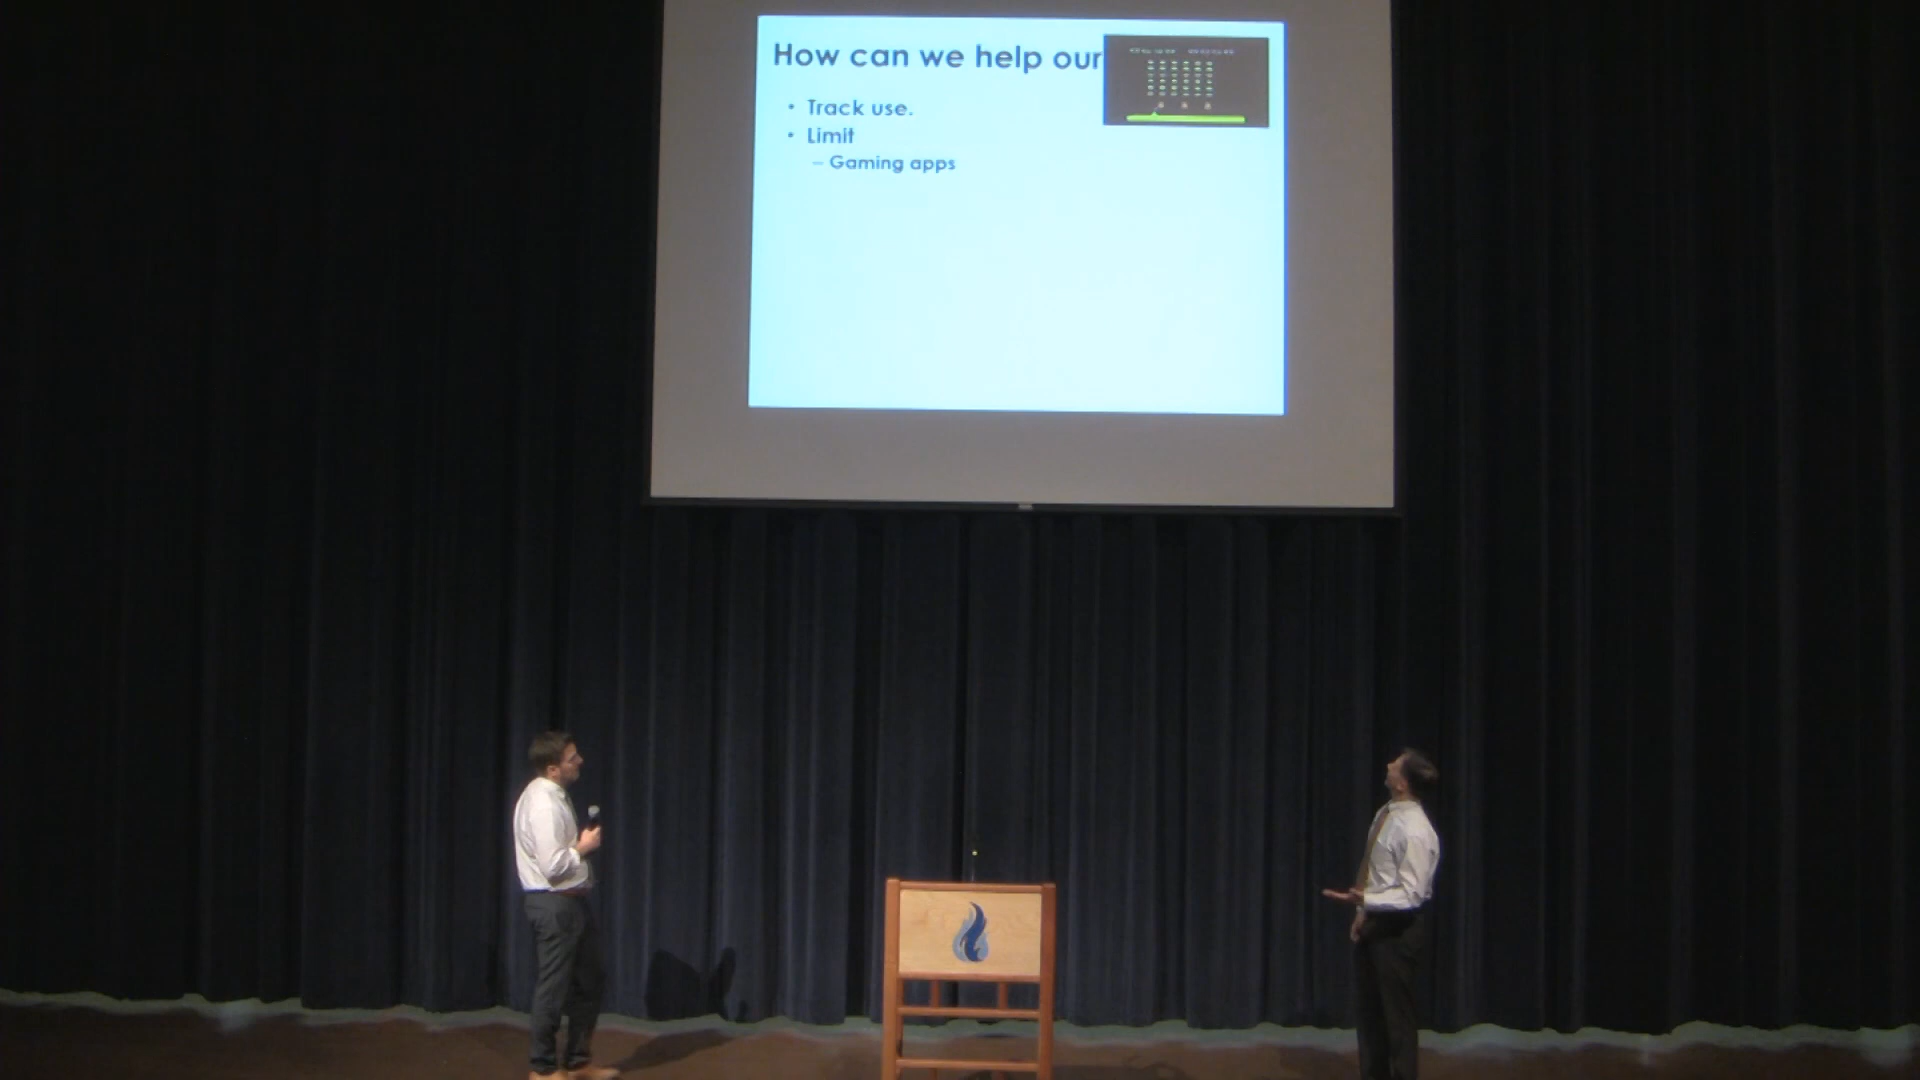 How can we help our
• Track use.
• Limit
– Gaming apps